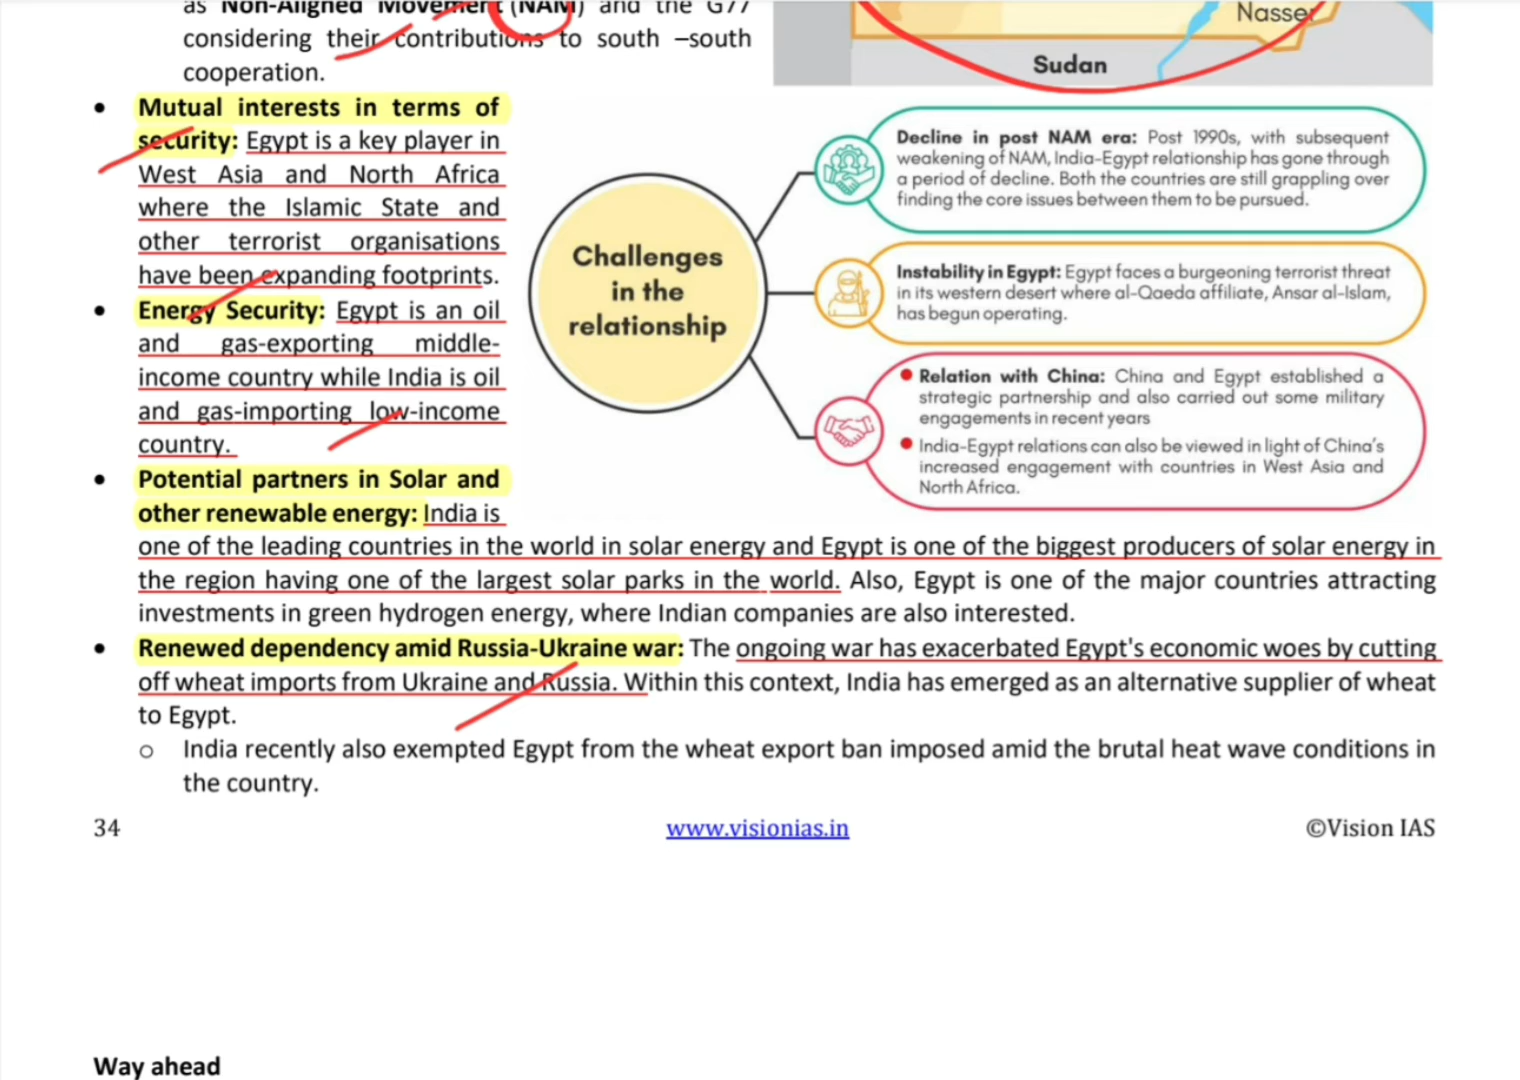 as Non-Aligned Movement (NAM) and the G77
considering their contributions to south –south
cooperation.
Nasser
Sudan
• Mutual interests in terms of
security: Egypt is a key player in
West Asia and North Africa
where the Islamic State and
other terrorist organisations
have been expanding footprints.
• Energy Security: Egypt is an oil
and gas-exporting middle-
income country while India is oil
and gas-importing low-income
country.
• Potential partners in Solar and
other renewable energy: India is
one of the leading countries in the world in solar energy and Egypt is one of the biggest producers of solar energy in
the region having one of the largest solar parks in the world. Also, Egypt is one of the major countries attracting
investments in green hydrogen energy, where Indian companies are also interested.
• Renewed dependency amid Russia-Ukraine war: The ongoing war has exacerbated Egypt's economic woes by cutting
off wheat imports from Ukraine and Russia. Within this context, India has emerged as an alternative supplier of wheat
to Egypt.
o India recently also exempted Egypt from the wheat export ban imposed amid the brutal heat wave conditions in
the country.
Challenges
in the
relationship
Decline in post NAM era: Post 1990s, with subsequent
weakening of NAM, India-Egypt relationship has gone through
a period of decline. Both the countries are still grappling over
finding the core issues between them to be pursued.
Instability in Egypt: Egypt faces a burgeoning terrorist threat
in its western desert where al-Qaeda affiliate, Ansar al-Islam,
has begun operating.
• Relation with China: China and Egypt established a
strategic partnership and also carried out some military
engagements in recent years
• India-Egypt relations can also be viewed in light of China's
increased engagement with countries in West Asia and
North Africa.
34
www.visionias.in
©Vision IAS
Way ahead